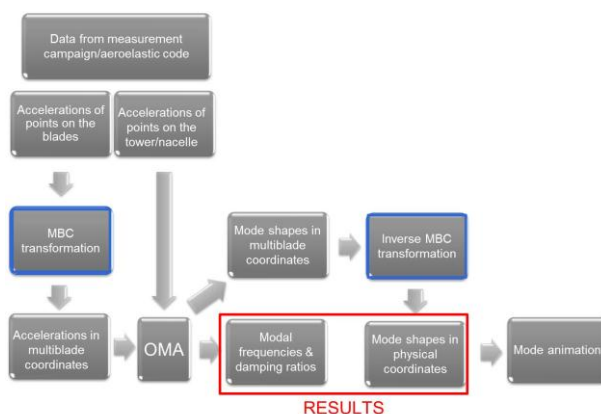 Data from measurement
campaign/aeroelastic code
Accelerations of
points on the
blades
Accelerations of
points on the
tower/nacelle
MBC
transformation
Mode shapes in
multiblade
coordinates
Inverse MBC
transformation
Accelerations in
multiblade
coordinates
OMA
Modal
frequencies &
damping ratios
Mode shapes in
physical
coordinates
Mode animation
RESULTS